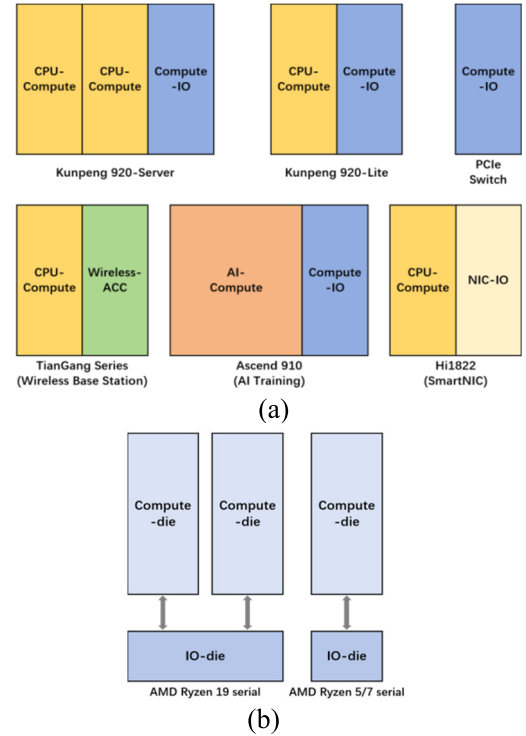 CPU-
Compute
CPU-
Compute
Compute
-IO
Kunpeng 920-Server
CPU-
Compute
Compute
-IO
Kunpeng 920-Lite
Compute
-IO
PCIe
Switch
CPU-
Compute
Wireless-
ACC
TianGang Series
(Wireless Base Station)
AI-
Compute
Compute
-IO
Ascend 910
(AI Training)
CPU-
Compute
NIC-IO
Hi1822
(SmartNIC)
(a)
Compute
-die
Compute
-die
Compute
-die
IO-die
IO-die
AMD Ryzen 19 serial
AMD Ryzen 5/7 serial
(b)